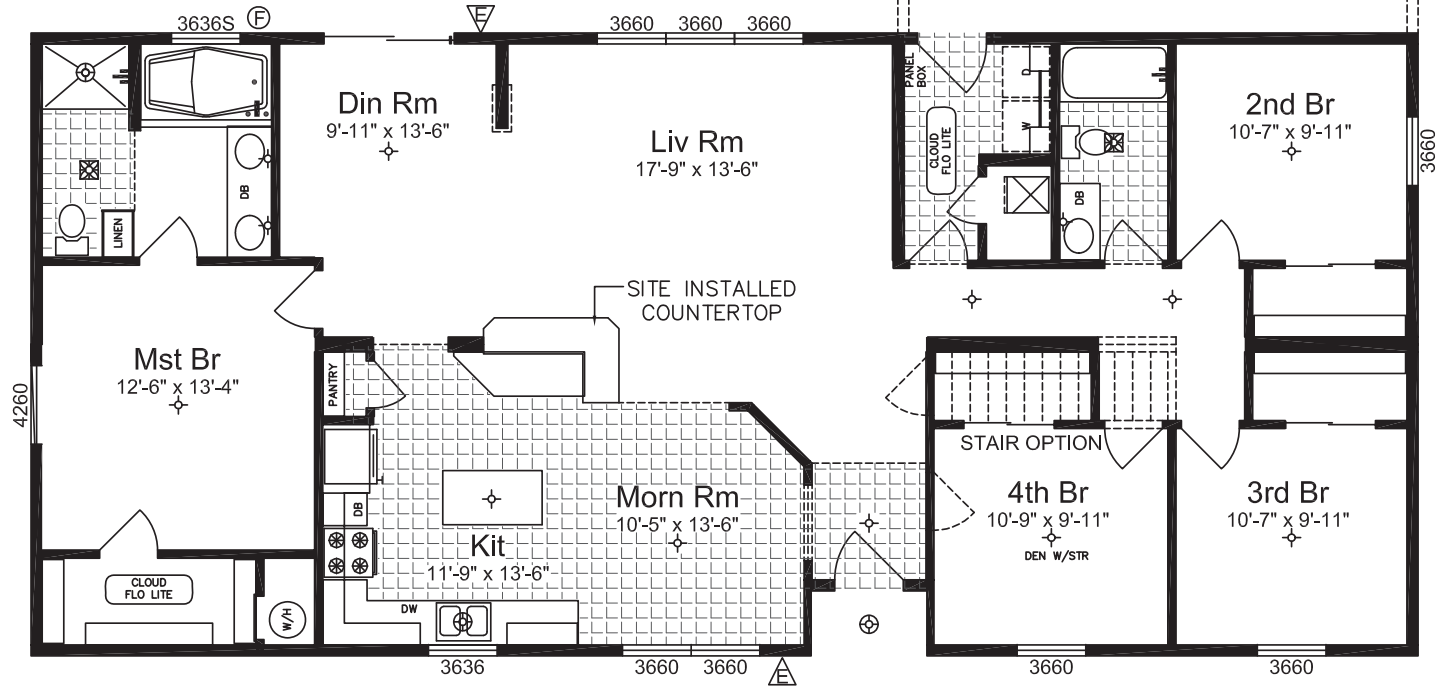 3636S
F
E
3660
3660
3660
Din Rm
9'-11" x 13'-6"
Liv Rm
17'-9" x 13'-6"
PANEL
BOX
D
W
CLOUD
FLO LITE
2nd Br
10'-7" x 9'-11"
3660
DB
LINEN
DB
SITE INSTALLED
COUNTERTOP
Mst Br
12'-6" x 13'-4"
4260
PANTRY
STAIR OPTION
DB
Kit
11'-9" x 13'-6"
Morn Rm
10'-5" x 13'-6"
4th Br
10'-9" x 9'-11"
DEN W/STR
3rd Br
10'-7" x 9'-11"
CLOUD
FLO LITE
W/H
DW
3636
3660
3660
E
3660
3660